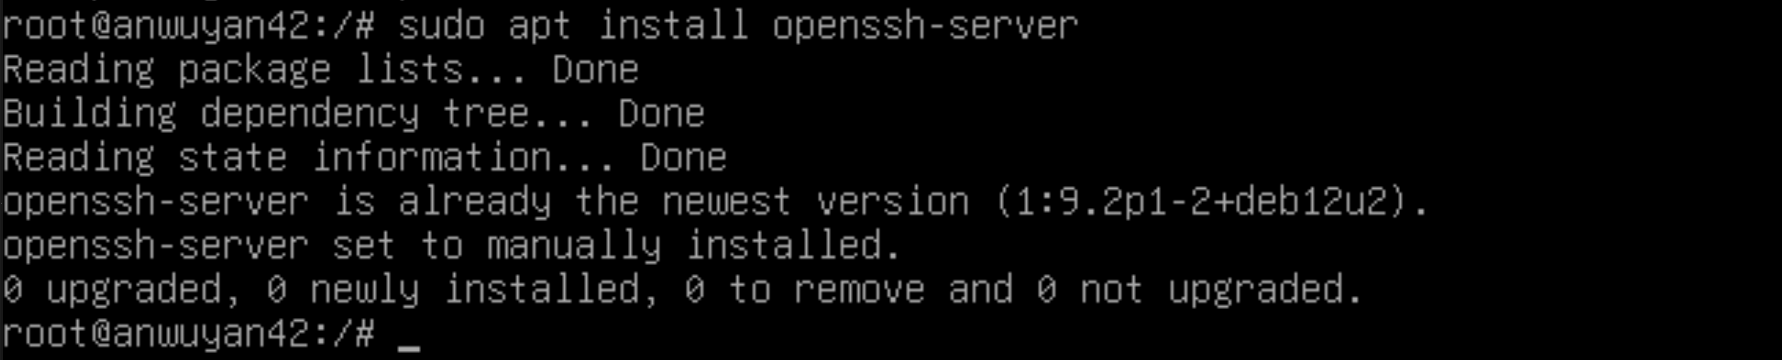 root@anwuyan42:/# sudo apt install openssh-server
Reading package lists... Done
Building dependency tree... Done
Reading state information... Done
openssh-server is already the newest version (1:9.2p1-2+deb12u2).
openssh-server set to manually installed.
0 upgraded, 0 newly installed, 0 to remove and 0 not upgraded.
root@anwuyan42:/# _